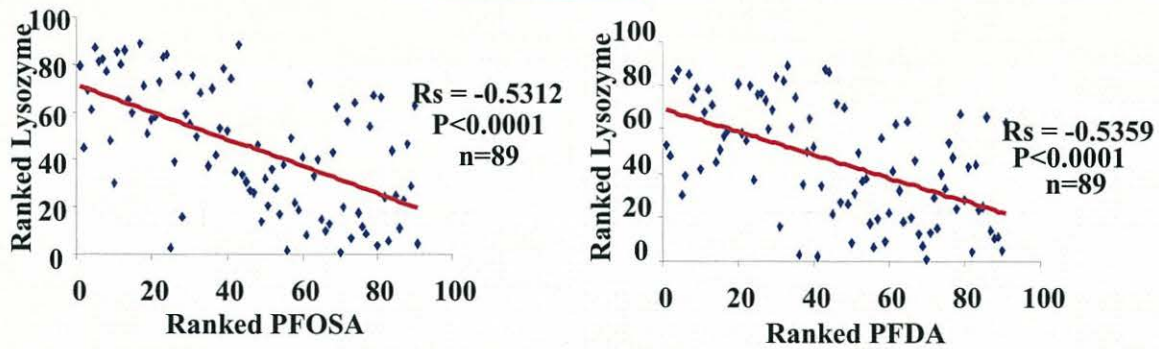 100
80
60
40
20
0
Ranked Lysozyme
Rs = -0.5312
P<0.0001
n=89
0 20 40 60 80 100
Ranked PFOSA
100
80
60
40
20
0
Ranked Lysozyme
Rs = -0.5359
P<0.0001
n=89
0 20 40 60 80 100
Ranked PFDA